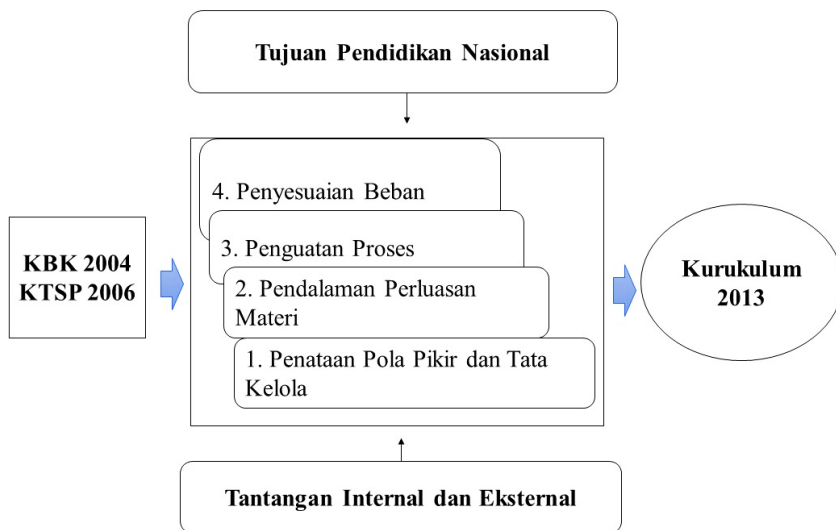 Tujuan Pendidikan Nasional
4. Penyesuaian Beban
3. Penguatan Proses
2. Pendalaman Perluasan
Materi
1. Penataan Pola Pikir dan Tata
Kelola
KBK 2004
KTSP 2006
Kurukulum
2013
Tantangan Internal dan Eksternal